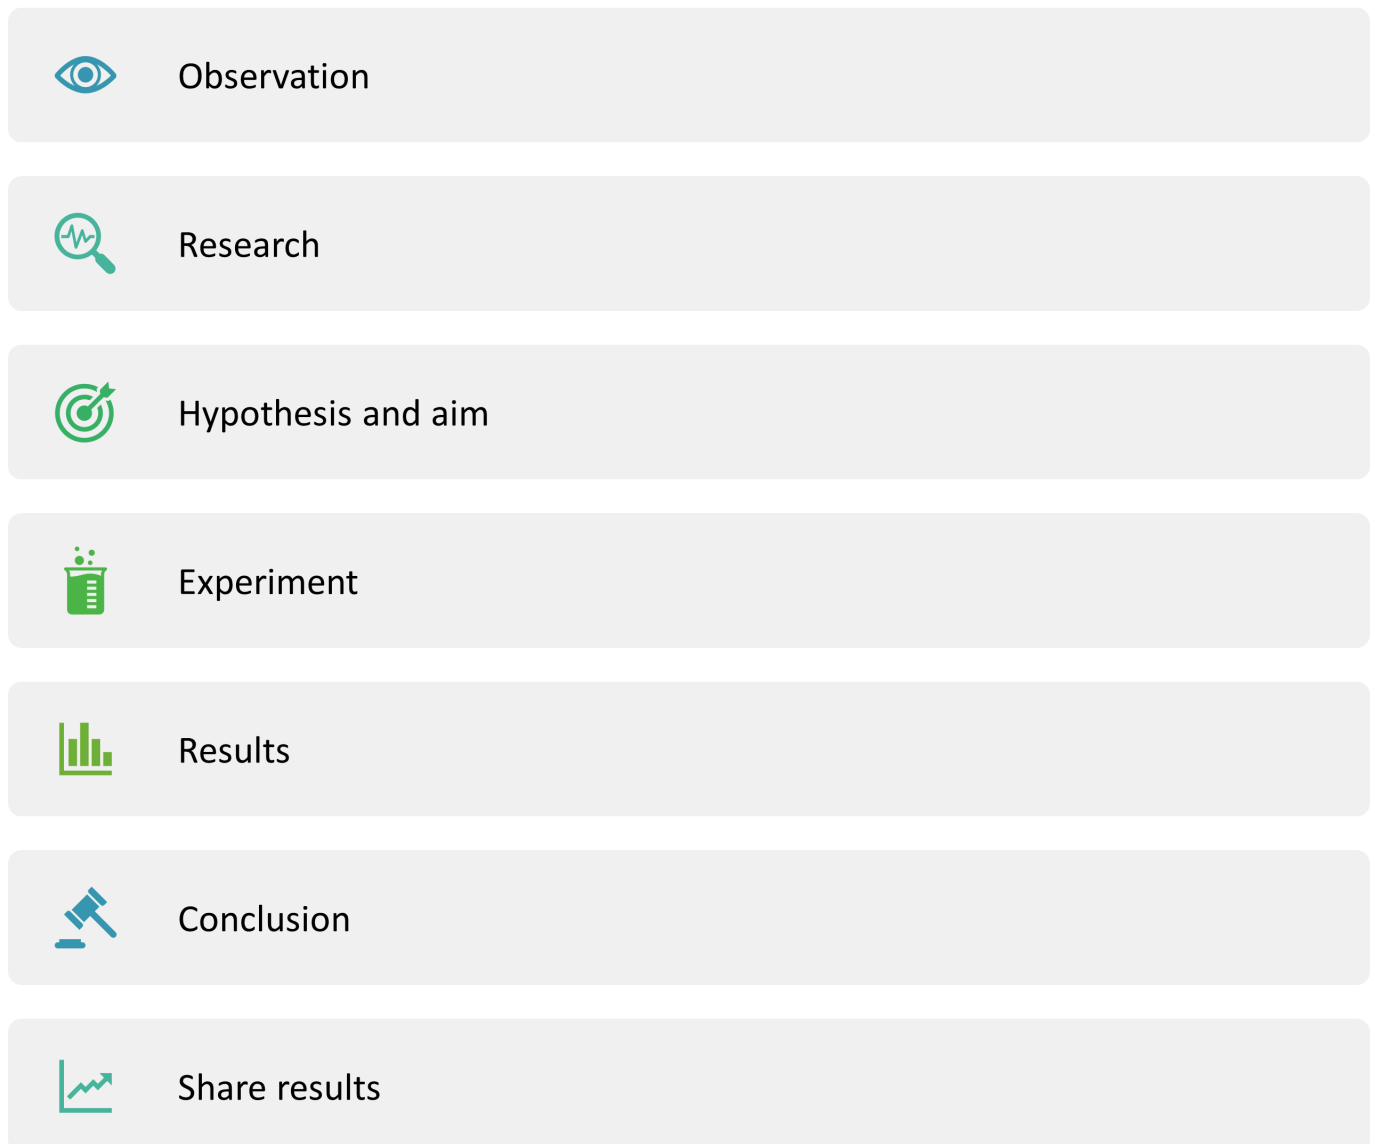 Observation
Research
Hypothesis and aim
Experiment
Results
Conclusion
Share results